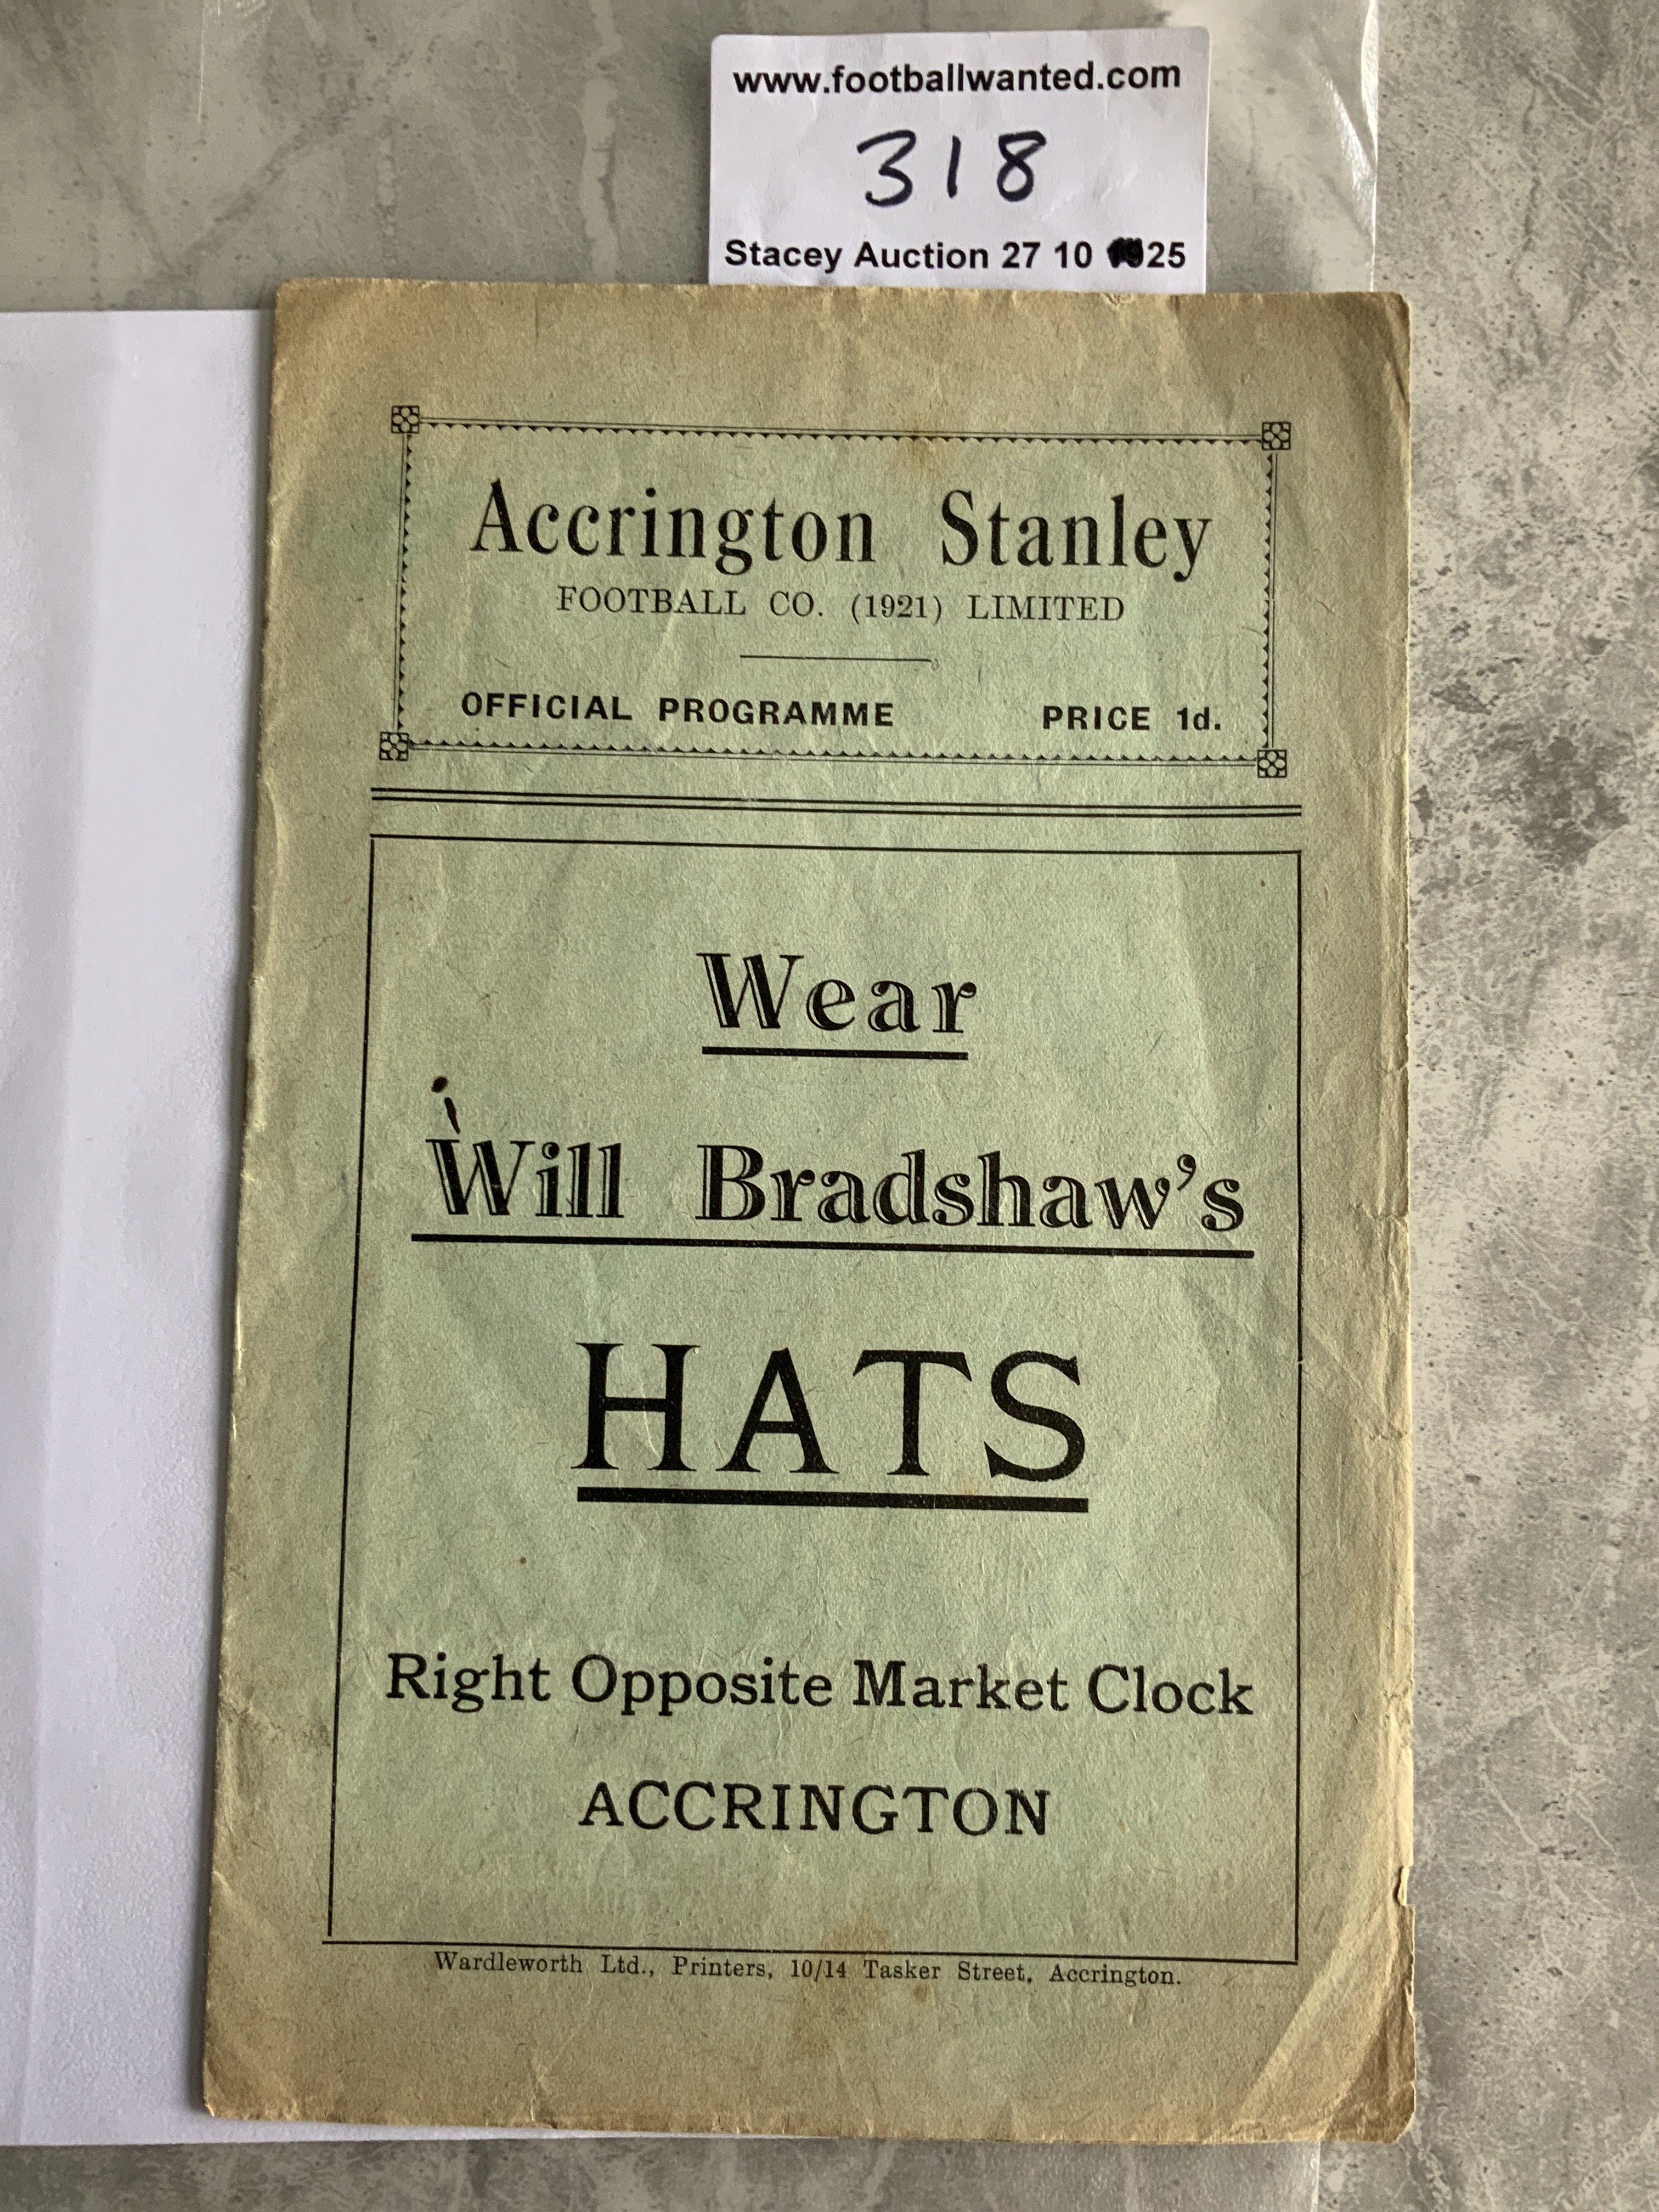 www.footballwanted.com
318
Stacey Auction 27 10 25
Accrington Stanley
FOOTBALL CO. (1921) LIMITED
OFFICIAL PROGRAMME PRICE 1d.
Wear
Will Bradshaw's
HATS
Right Opposite Market Clock
ACCRINGTON
Wardleworth Ltd., Printers, 10/14 Tasker Street, Accrington.